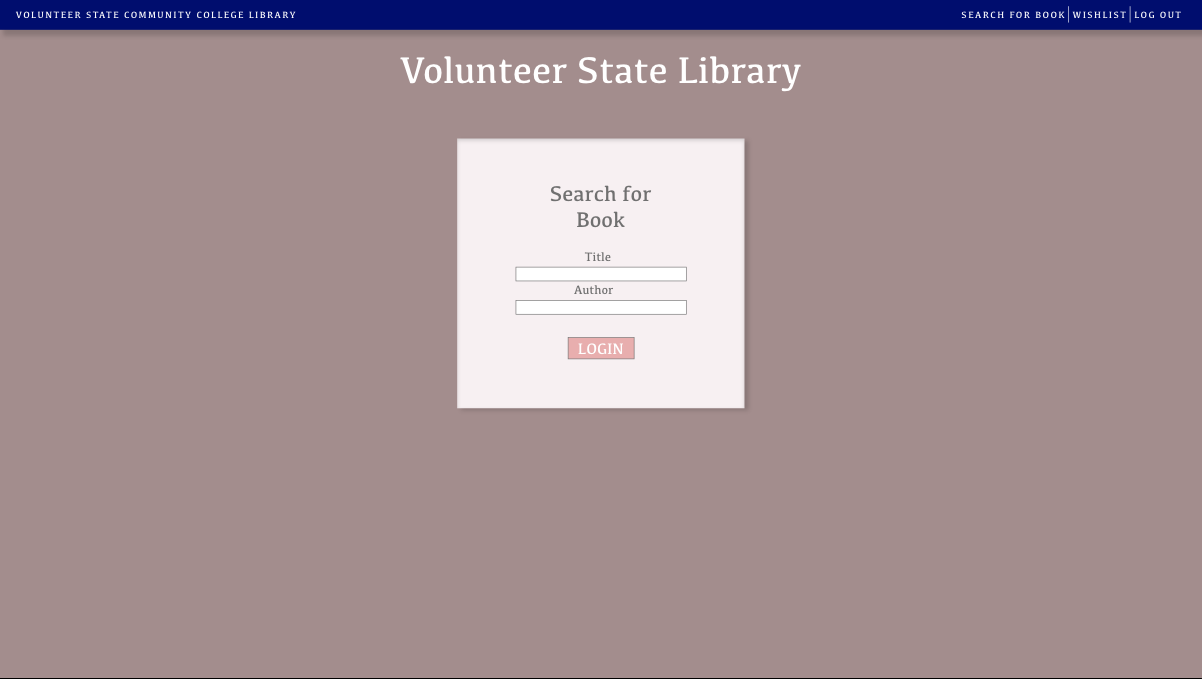 VOLUNTEER STATE COMMUNITY COLLEGE LIBRARY
SEARCH FOR BOOK WISHLIST LOG OUT
Volunteer State Library
Search for
Book
Title
Author
LOGIN